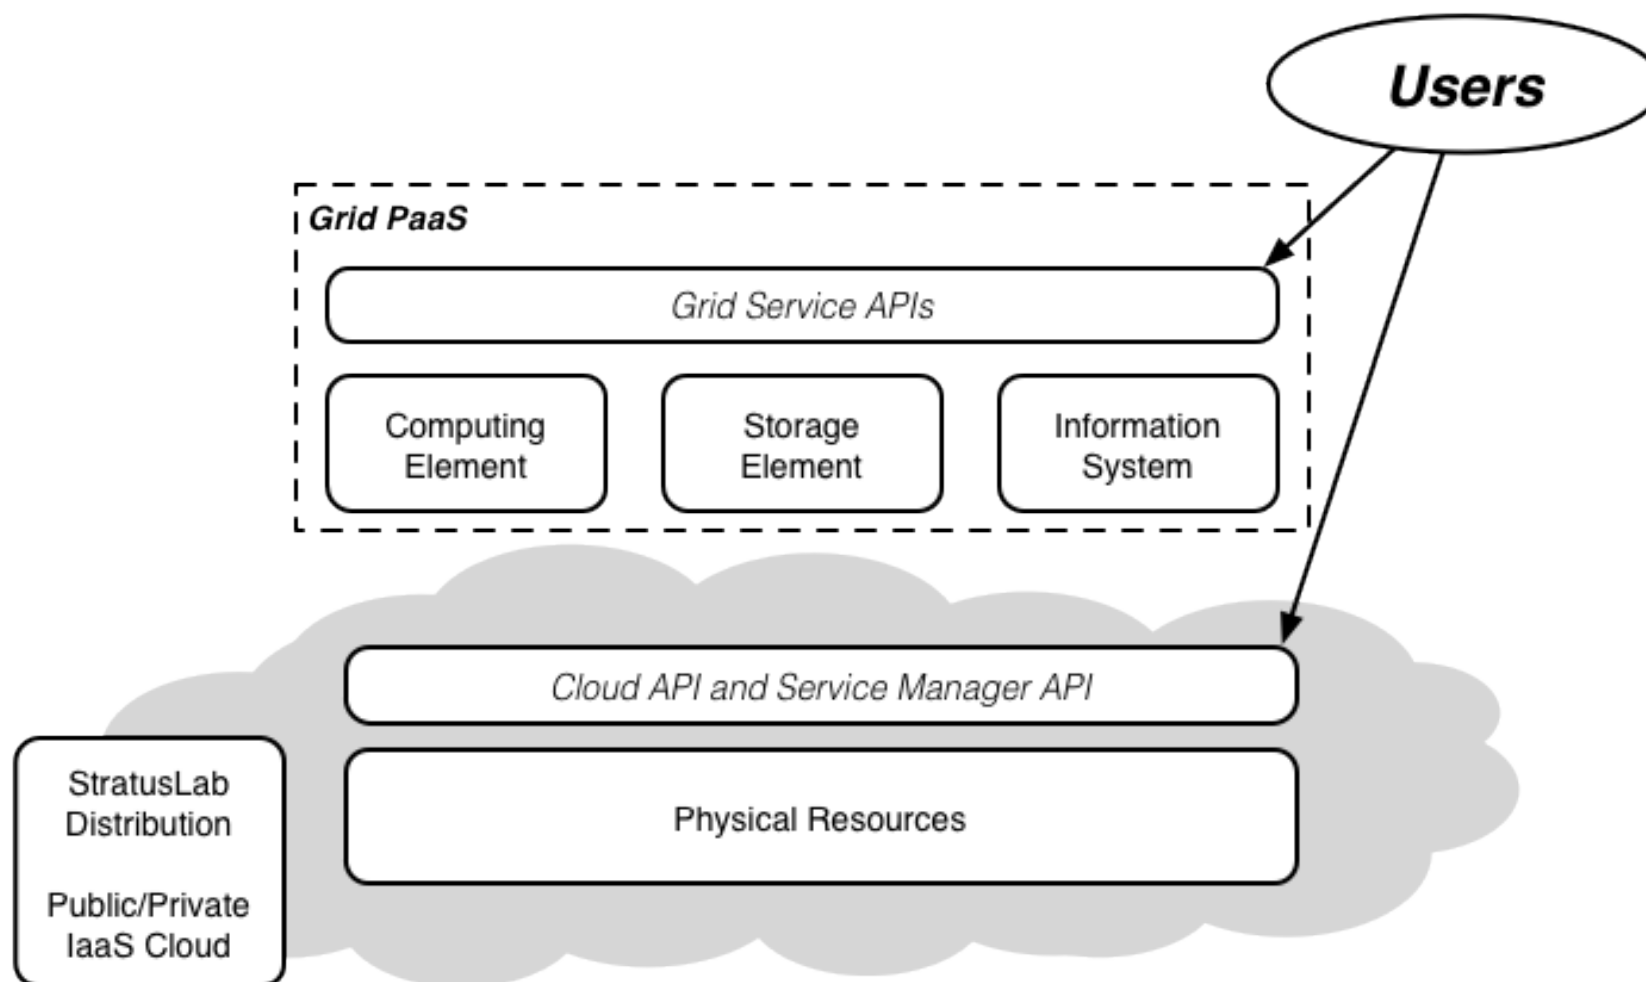 Users
Grid PaaS
Grid Service APIs
Computing
Element
Storage
Element
Information
System
Cloud API and Service Manager API
Physical Resources
StratusLab
Distribution
Public/Private
IaaS Cloud